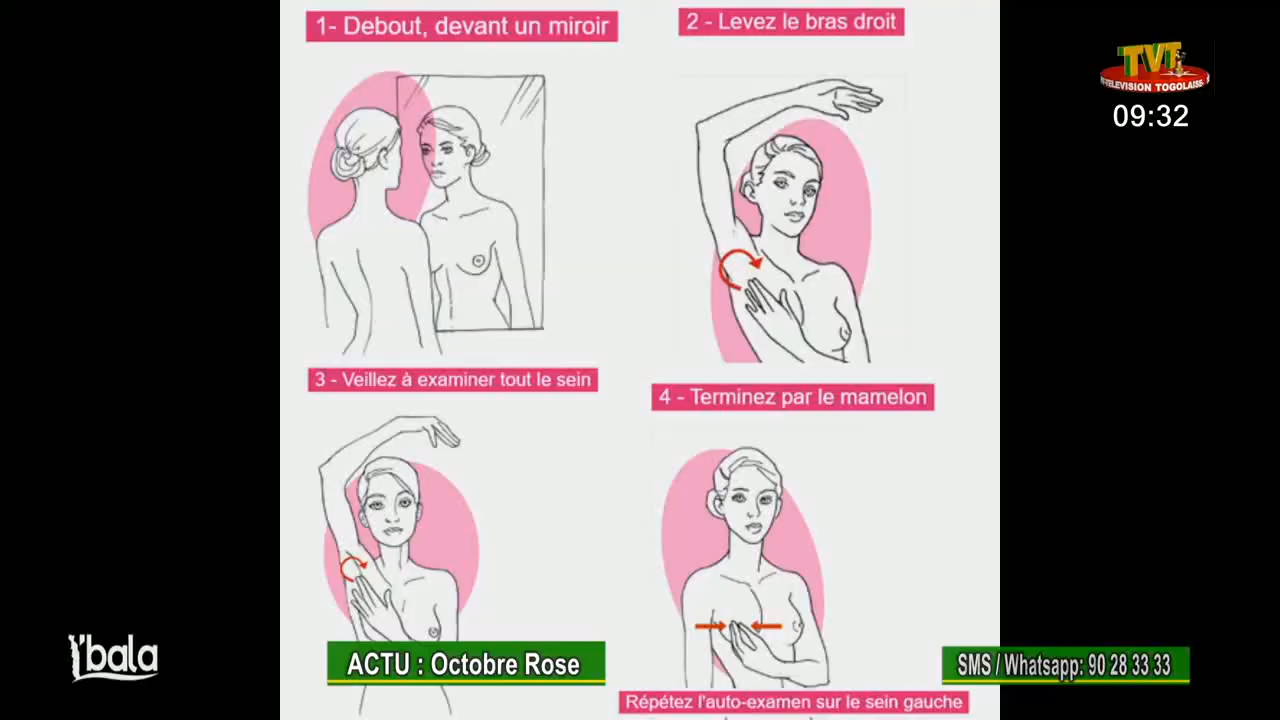 1- Debout, devant un miroir
2 - Levez le bras droit
TVT
TELEVISION TOGOLAISE
09:32
3 - Veillez à examiner tout le sein
4 - Terminez par le mamelon
l'bala
ACTU : Octobre Rose
SMS / Whatsapp: 90 28 33 33
Répétez l'auto-examen sur le sein gauche